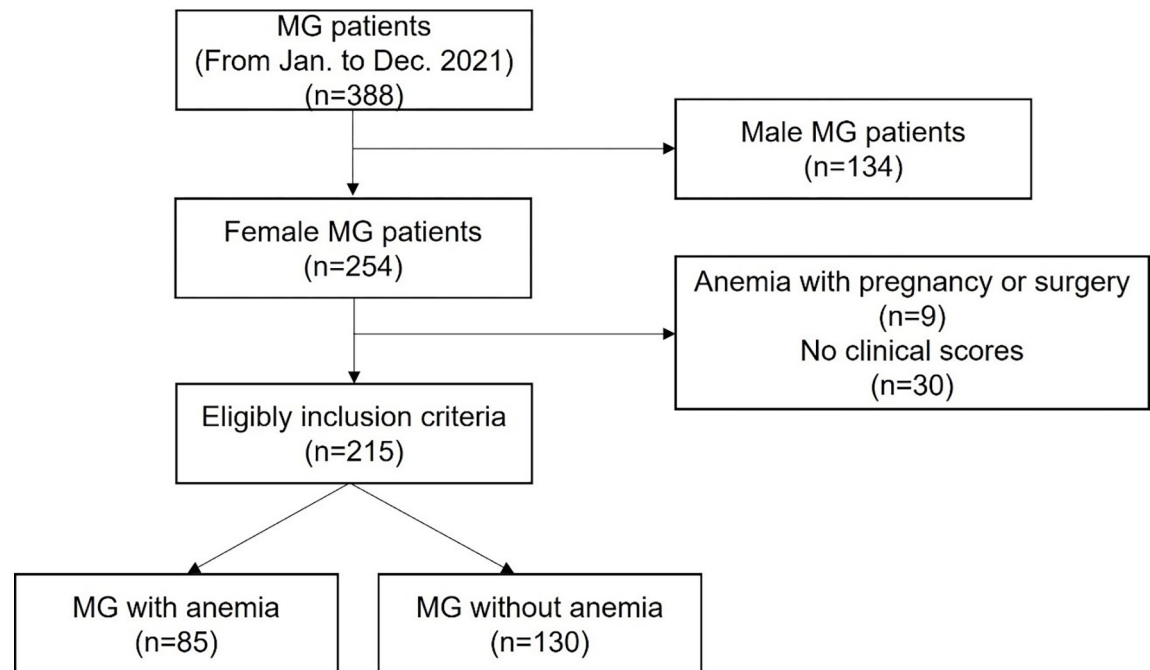 MG patients
(From Jan. to Dec. 2021)
(n=388)
Male MG patients
(n=134)
Female MG patients
(n=254)
Anemia with pregnancy or surgery
(n=9)
No clinical scores
(n=30)
Eligibly inclusion criteria
(n=215)
MG with anemia
(n=85)
MG without anemia
(n=130)